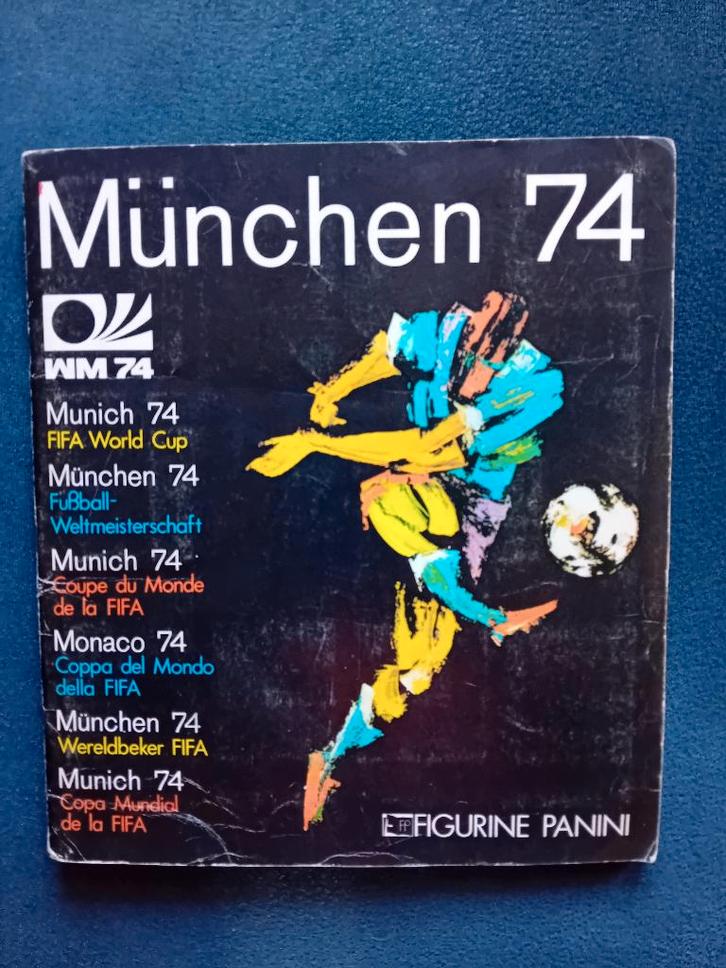 München 74
WM 74
Munich 74
FIFA World Cup
München 74
Fußball-
Weltmeisterschaft
Munich 74
Coupe du Monde
de la FIFA
Monaco 74
Coppa del Mondo
della FIFA
München 74
Wereldbeker FIFA
Munich 74
Copa Mundial
de la FIFA
FIGURINE PANINI